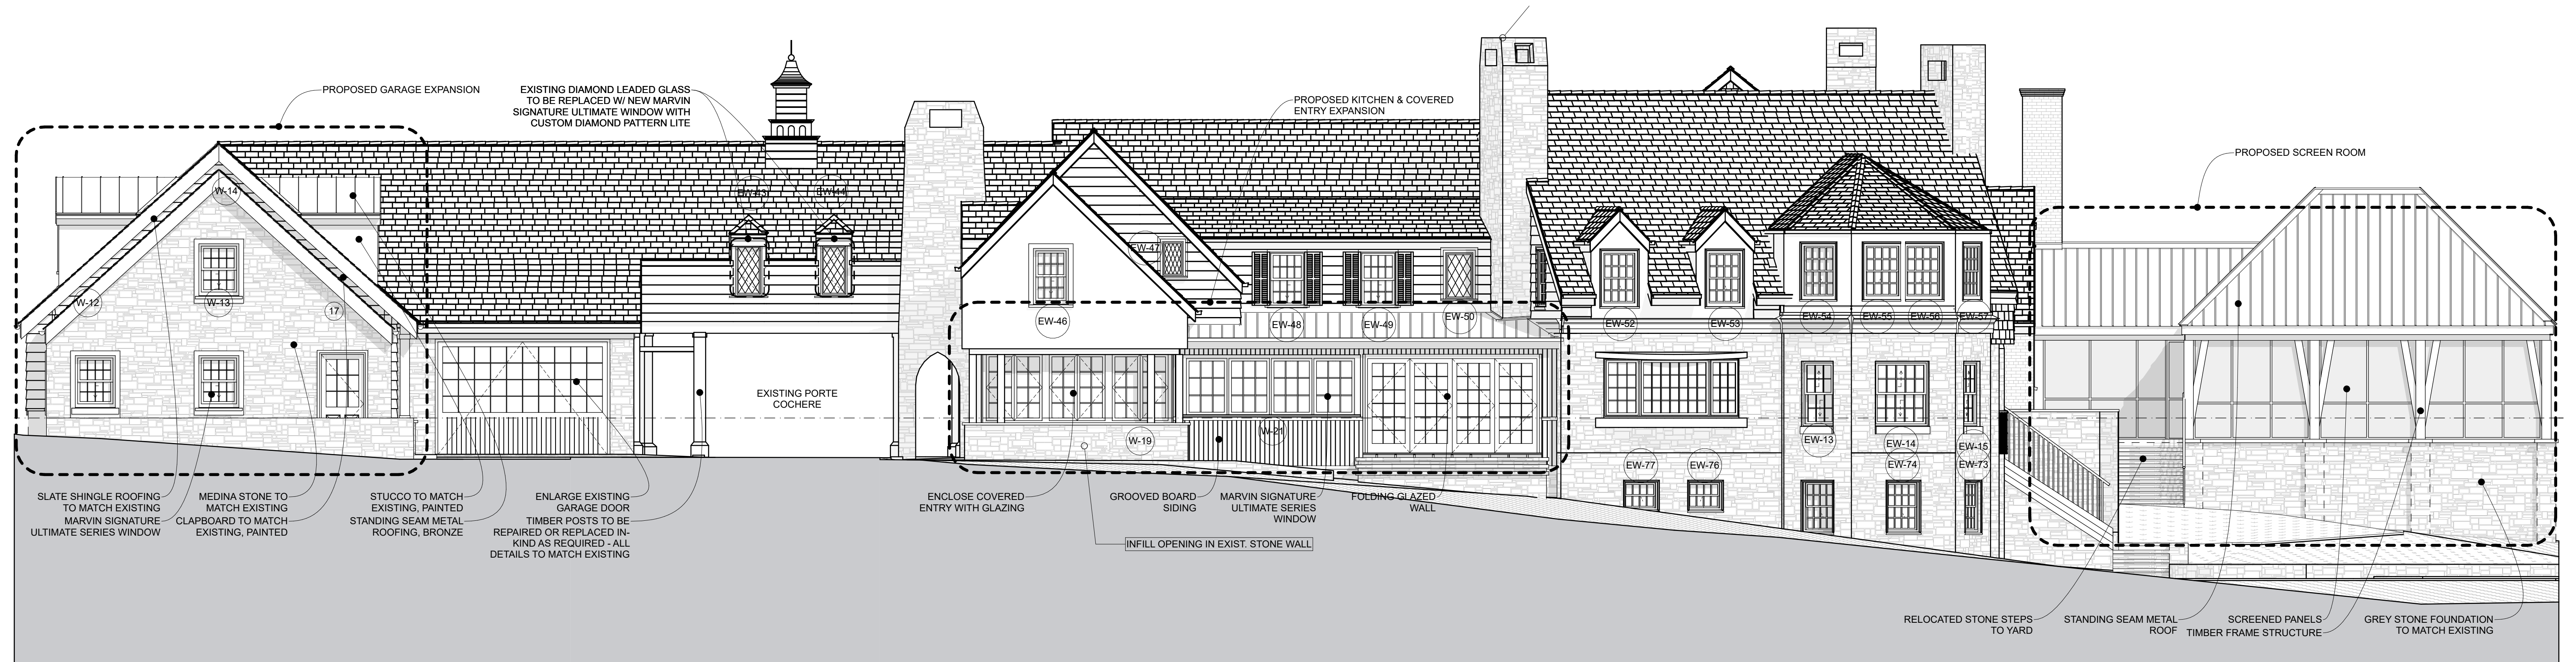 PROPOSED GARAGE EXPANSION
EXISTING DIAMOND LEADED GLASS
TO BE REPLACED W/ NEW MARVIN
SIGNATURE ULTIMATE WINDOW WITH
CUSTOM DIAMOND PATTERN LITE
PROPOSED KITCHEN & COVERED
ENTRY EXPANSION
PROPOSED SCREEN ROOM
W-14
EW-43
EW-44
EW-47
W-12
W-13
17
EW-46
EW-48
EW-49
EW-50
EW-52
EW-53
EW-54
EW-55
EW-56
EW-57
EXISTING PORTE
COCHERE
W-19
W-21
EW-13
EW-14
EW-15
EW-77
EW-76
EW-74
EW-73
SLATE SHINGLE ROOFING
TO MATCH EXISTING
MARVIN SIGNATURE
ULTIMATE SERIES WINDOW
MEDINA STONE TO
MATCH EXISTING
CLAPBOARD TO MATCH
EXISTING, PAINTED
STUCCO TO MATCH
EXISTING, PAINTED
STANDING SEAM METAL
ROOFING, BRONZE
ENLARGE EXISTING
GARAGE DOOR
TIMBER POSTS TO BE
REPAIRED OR REPLACED IN-
KIND AS REQUIRED - ALL
DETAILS TO MATCH EXISTING
ENCLOSE COVERED
ENTRY WITH GLAZING
GROOVED BOARD
SIDING
MARVIN SIGNATURE
ULTIMATE SERIES
WINDOW
FOLDING GLAZED
WALL
INFILL OPENING IN EXIST. STONE WALL
RELOCATED STONE STEPS
TO YARD
STANDING SEAM METAL
ROOF
SCREENED PANELS
TIMBER FRAME STRUCTURE
GREY STONE FOUNDATION
TO MATCH EXISTING